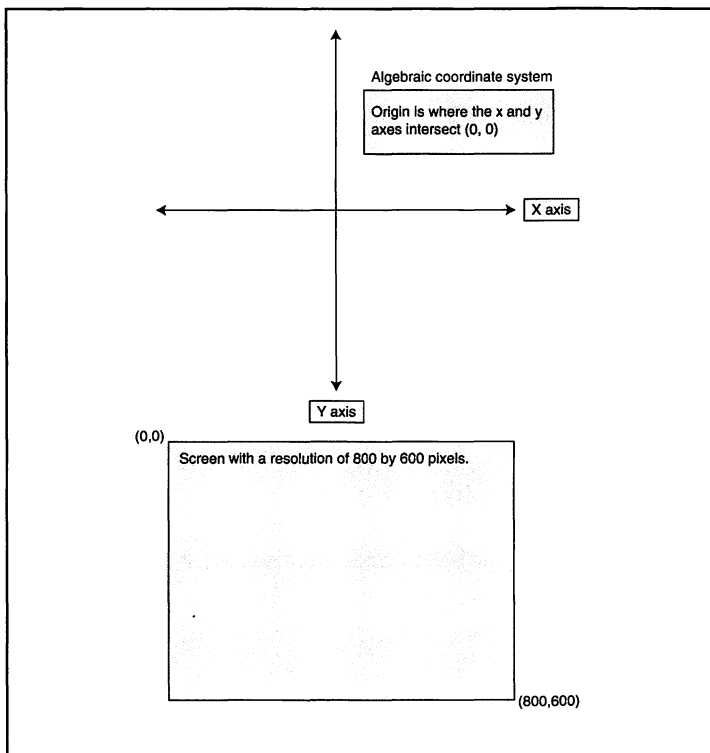 Algebraic coordinate system
Origin is where the x and y
axes intersect (0, 0)
X axis
Y axis
(0,0)
Screen with a resolution of 800 by 600 pixels.
(800,600)